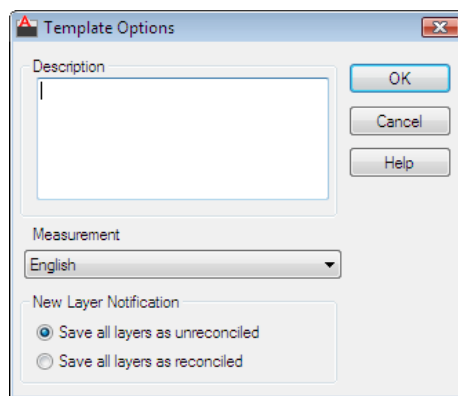 Template Options
Description
OK
Cancel
Help
Measurement
English
New Layer Notification
Save all layers as unreconciled
Save all layers as reconciled